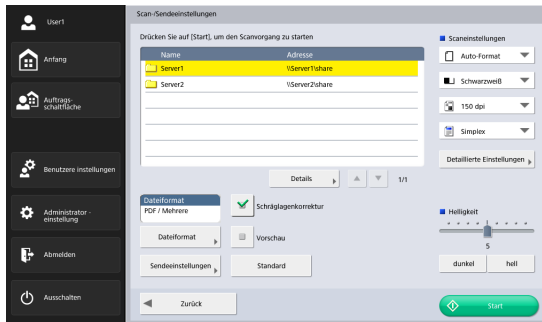 User1
Anfang
Auftrags-
schaltfläche
Benutzere instellungen
Administrator -
einstellung
Abmelden
Ausschalten
Scan-/Sendeeinstellungen
Drücken Sie auf [Start], um den Scanvorgang zu starten
Name Adresse
Server1 \\Server1\share
Server2 \\Server2\share
Details
1/1
Dateiformat
PDF / Mehrere
Schräglagenkorrektur
Dateiformat
Vorschau
Sendeeinstellungen
Standard
Zurück
Scaneinstellungen
Auto-Format
Schwarzweiß
150 dpi
Simplex
Detaillierte Einstellungen
Helligkeit
5
dunkel
hell
Start